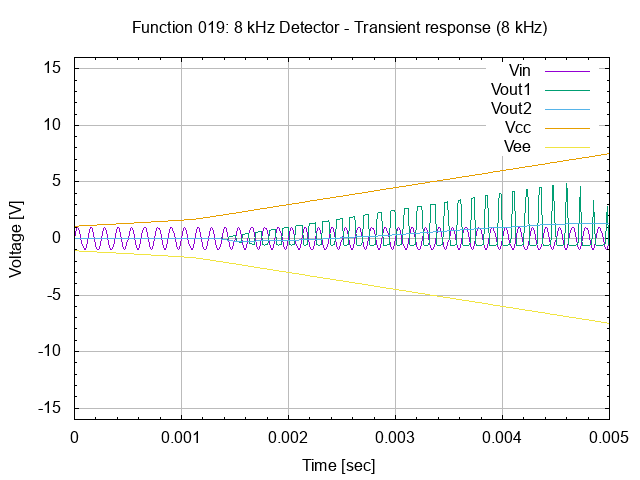 Function 019: 8 kHz Detector - Transient response (8 kHz)
Vin
Vout1
Vout2
Vcc
Vee
15
10
5
0
-5
-10
-15
Voltage [V]
0 0.001 0.002 0.003 0.004 0.005
Time [sec]